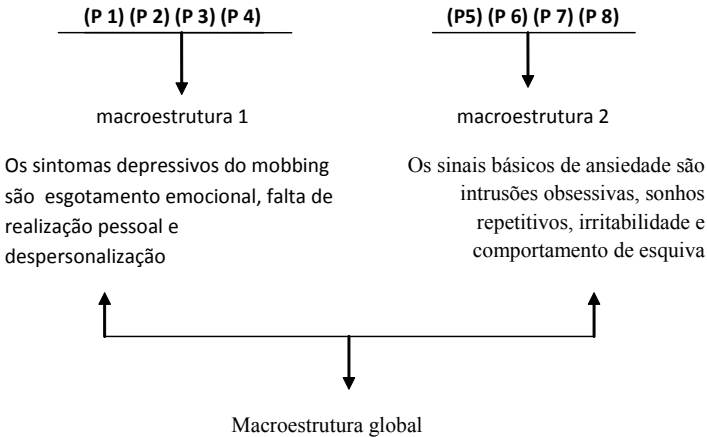 (P 1) (P 2) (P 3) (P 4)
(P5) (P 6) (P 7) (P 8)
macroestrutura 1
macroestrutura 2
Os sintomas depressivos do mobbing
são esgotamento emocional, falta de
realização pessoal e
despersonalização
Os sinais básicos de ansiedade são
intrusões obsessivas, sonhos
repetitivos, irritabilidade e
comportamento de esquiva
Macroestrutura global